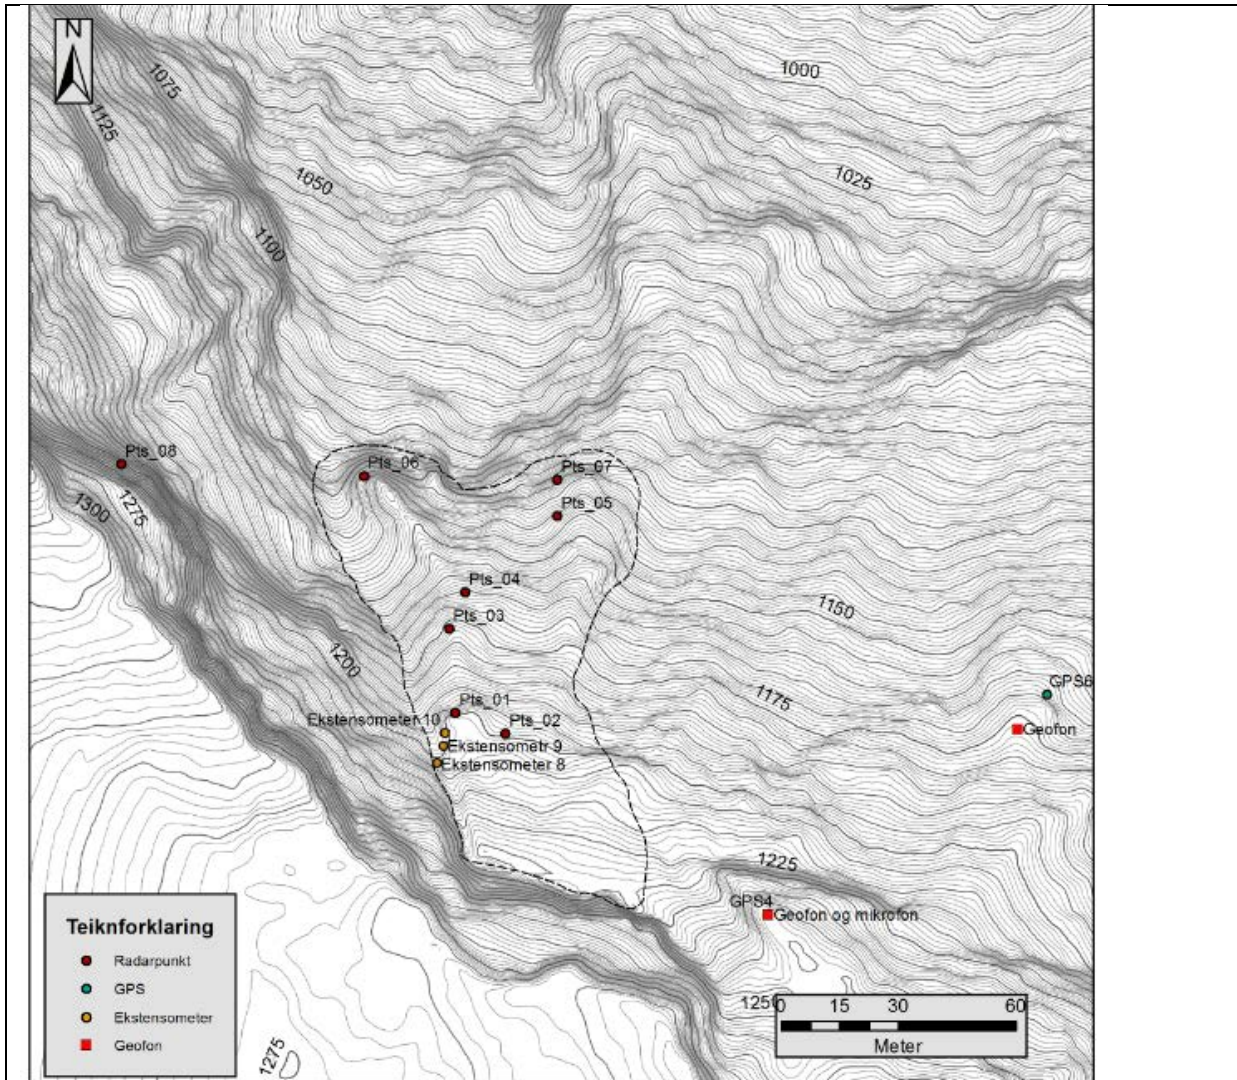 N
1075
1125
1000
1050
1025
1100
Pts_08
Pts_06
Pts_07
1275
1300
Pts_05
Pts_04
1150
Pts_03
1200
1175
GPS6
Pts_01
Ekstensometer 10
Pts_02
Geofon
Ekstensometr 9
Ekstensometer 8
1225
GPS4
Geofon og mikrofon
1250
1275
Teiknforklaring
Radarpunkt
GPS
Ekstensometer
Geofon
0 15 30 60
Meter